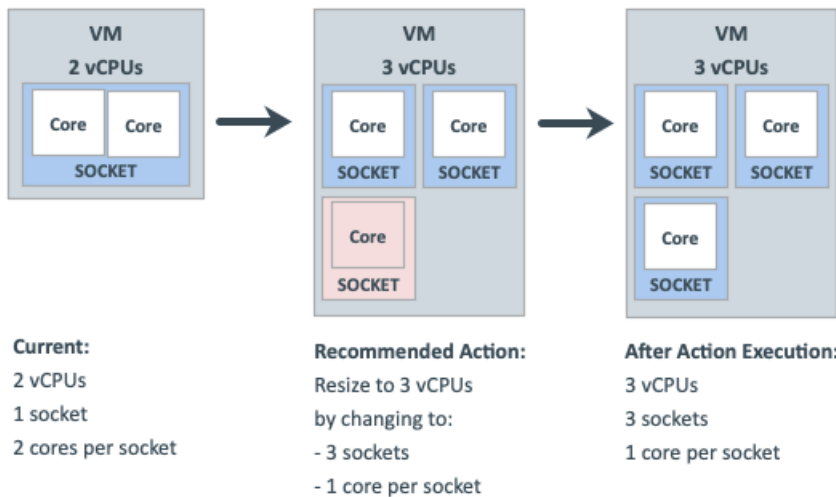 VM
2 vCPUs
Core
Core
SOCKET
VM
3 vCPUs
Core
Core
SOCKET
SOCKET
Core
SOCKET
VM
3 vCPUs
Core
Core
SOCKET
SOCKET
Core
SOCKET
Current:
2 vCPUs
1 socket
2 cores per socket
Recommended Action:
Resize to 3 vCPUs
by changing to:
- 3 sockets
- 1 core per socket
After Action Execution:
3 vCPUs
3 sockets
1 core per socket